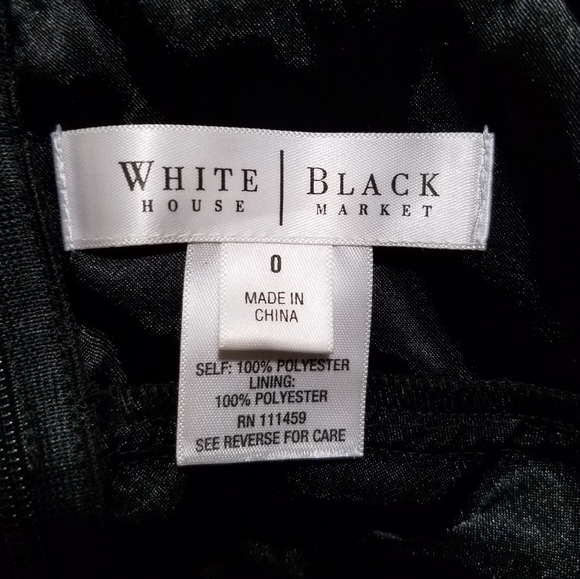 WHITE | BLACK
HOUSE | MARKET
0
MADE IN
CHINA
SELF: 100% POLYESTER
LINING:
100% POLYESTER
RN 111459
SEE REVERSE FOR CARE